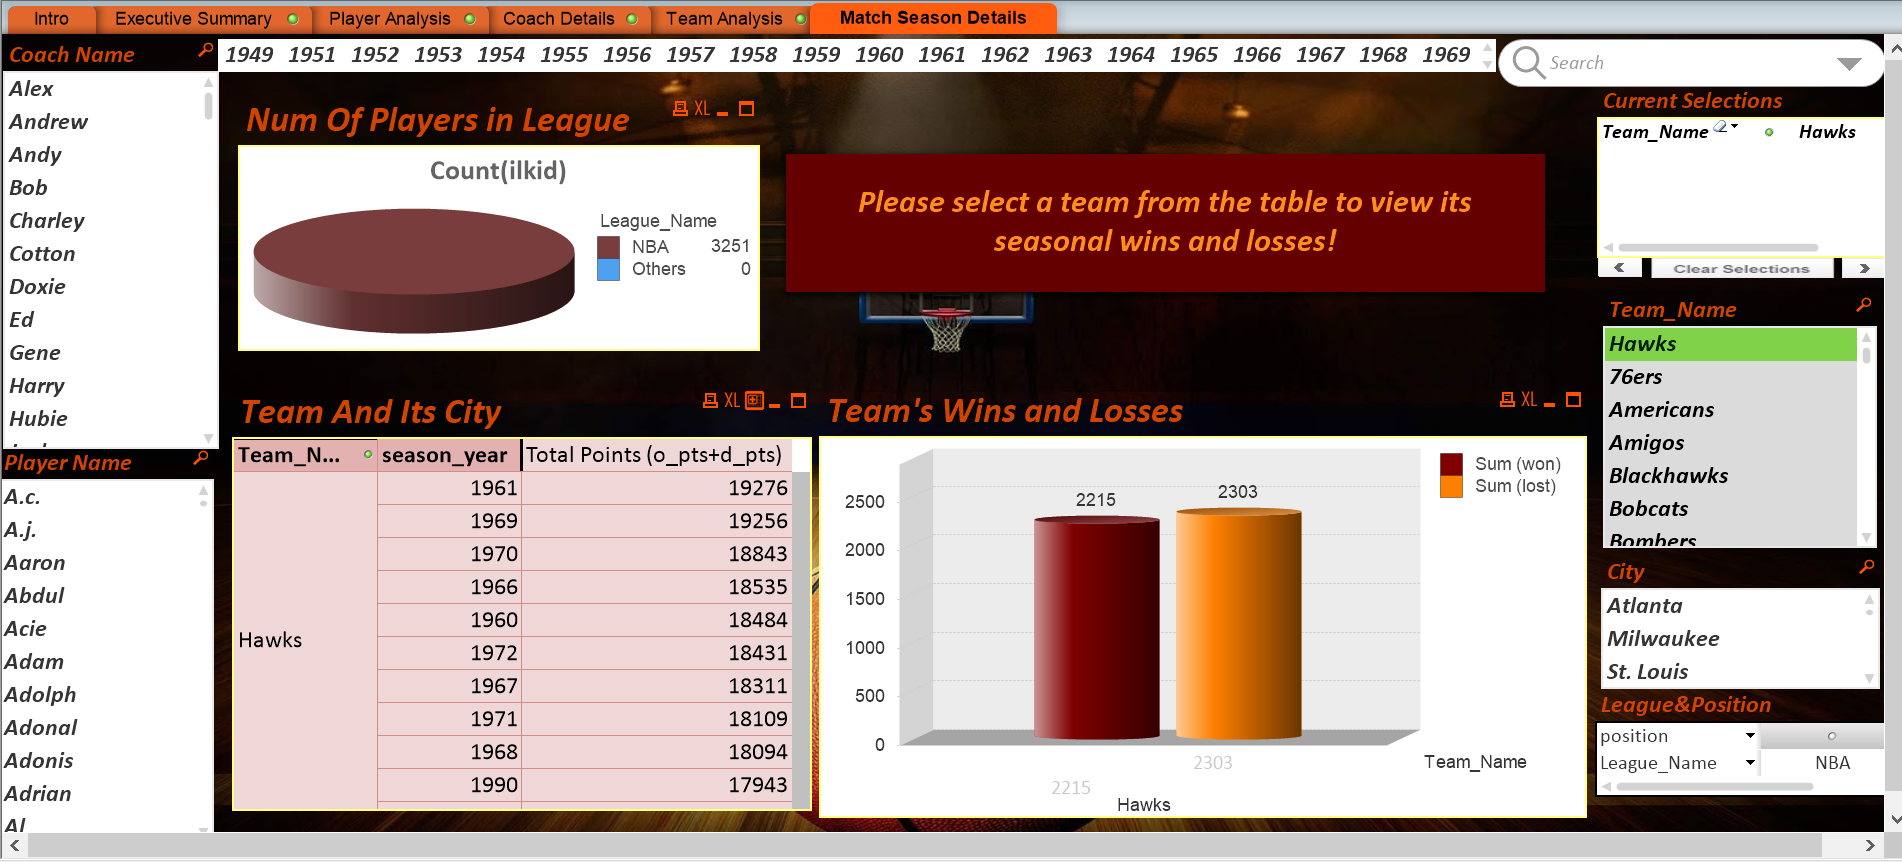 Intro
Executive Summary
Player Analysis
Coach Details
Team Analysis
Match Season Details
Coach Name
Alex
Andrew
Andy
Bob
Charley
Cotton
Doxie
Ed
Gene
Harry
Hubie
Player Name
A.c.
A.j.
Aaron
Abdul
Acie
Adam
Adolph
Adonal
Adonis
Adrian
Al
1949 1951 1952 1953 1954 1955 1956 1957 1958 1959 1960 1961 1962 1963 1964 1965 1966 1967 1968 1969
Num Of Players in League
XL
Count(ilkid)
League_Name
NBA 3251
Others 0
Please select a team from the table to view its
seasonal wins and losses!
Team And Its City
XL
Team_N... season_year Total Points (o_pts+d_pts)
1961 19276
1969 19256
1970 18843
1966 18535
1960 18484
Hawks
1972 18431
1967 18311
1971 18109
1968 18094
1990 17943
Team's Wins and Losses
XL
Sum (won)
Sum (lost)
2500
2000
1500
1000
500
0
2215
2303
2303
2215
Team_Name
Hawks
Search
Current Selections
Team_Name Hawks
Clear Selections
Team_Name
Hawks
76ers
Americans
Amigos
Blackhawks
Bobcats
Bombers
City
Atlanta
Milwaukee
St. Louis
League&Position
position
League_Name NBA